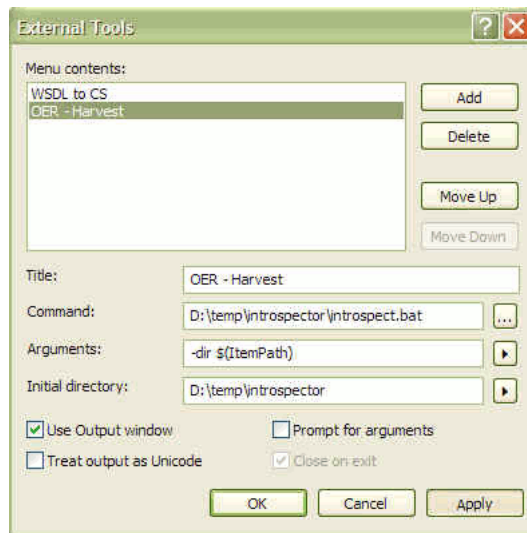 External Tools
Menu contents:
WSDL to CS
OER - Harvest
Add
Delete
Move Up
Move Down
Title:
OER - Harvest
Command:
D:\temp\introspector\introspect.bat
...
Arguments:
-dir $(ItemPath)
Initial directory:
D:\temp\introspector
Use Output window
Prompt for arguments
Treat output as Unicode
Close on exit
OK
Cancel
Apply